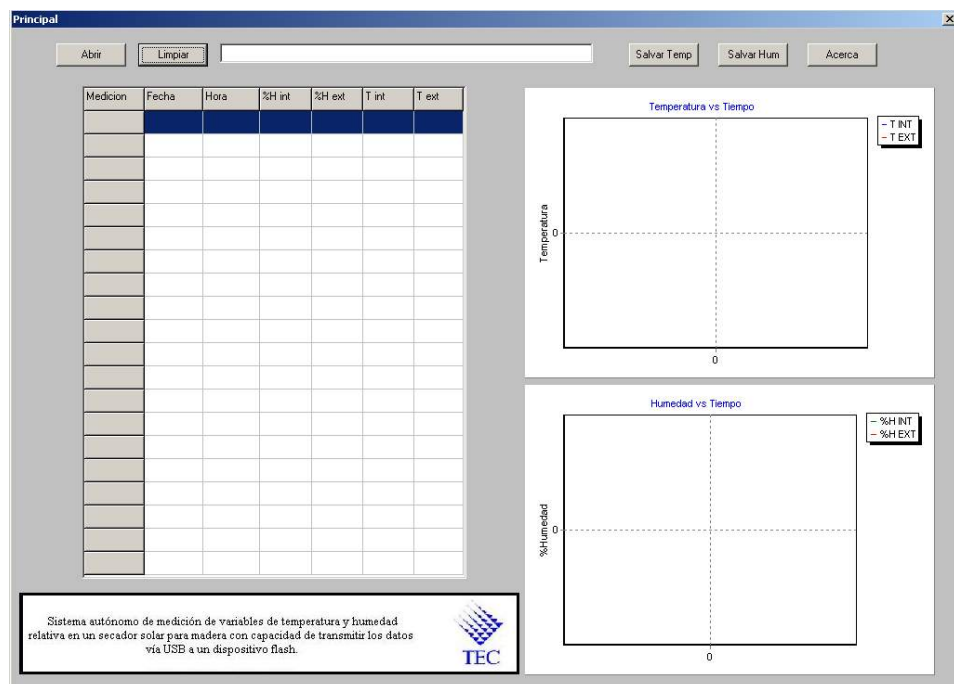 Principal
Abrir
Limpiar
Salvar Temp
Salvar Hum
Acerca
Medicion Fecha Hora %H int %H ext T int T ext
Temperatura vs Tiempo
T INT
T EXT
Temperatura
0
0
Humedad vs Tiempo
%H INT
%H EXT
%Humedad
0
0
Sistema autónomo de medición de variables de temperatura y humedad
relativa en un secador solar para madera con capacidad de transmitir los datos
vía USB a un dispositivo flash.
TEC